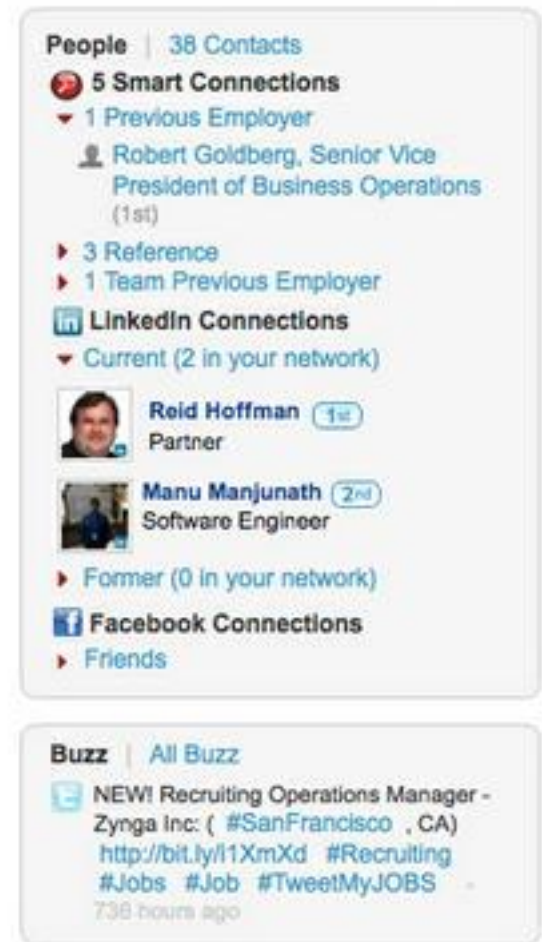 People | 38 Contacts
5 Smart Connections
1 Previous Employer
Robert Goldberg, Senior Vice
President of Business Operations
(1st)
3 Reference
1 Team Previous Employer
in LinkedIn Connections
Current (2 in your network)
Reid Hoffman 1st
Partner
Manu Manjunath 2nd
Software Engineer
Former (0 in your network)
f Facebook Connections
Friends
Buzz | All Buzz
NEW! Recruiting Operations Manager -
Zynga Inc: ( #SanFrancisco , CA)
http://bit.ly/i1XmXd #Recruiting
#Jobs #Job #TweetMyJOBS -
736 hours ago